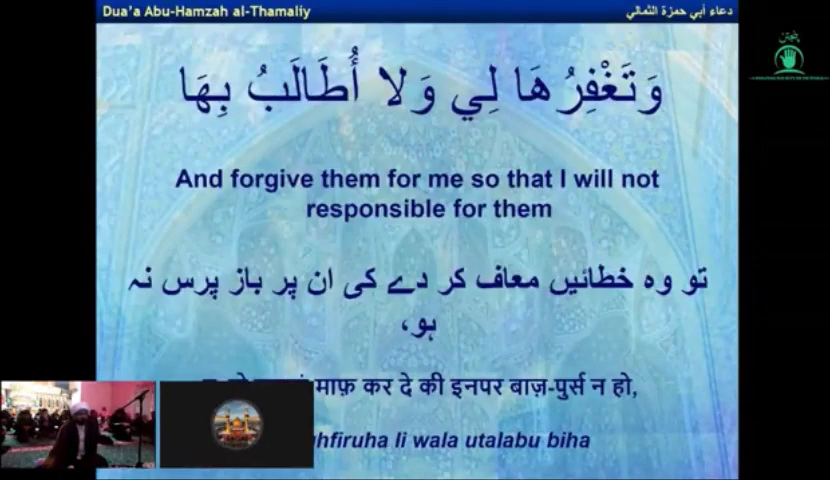 Dua'a Abu-Hamzah al-Thamaliy
دعاء أبي حمزة الثمالي
وَتَغْفِرُهَا لِي وَلا أُطَالَبُ بِهَا
And forgive them for me so that I will not
responsible for them
تو وہ خطائیں معاف کر دے کی ان پر باز پرس نہ
ہو،
माफ़ कर दे की इनपर बाज़-पुर्स न हो,
li wala utalabu biha